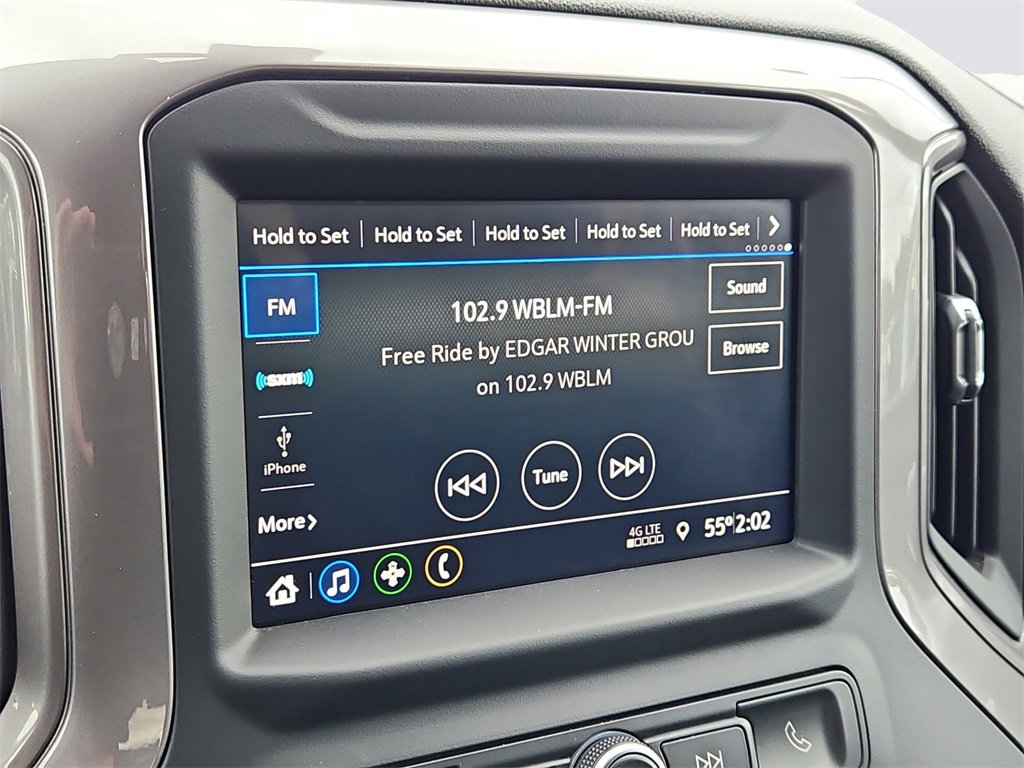 Hold to Set Hold to Set Hold to Set Hold to Set Hold to Set
FM
102.9 WBLM-FM
Sound
Free Ride by EDGAR WINTER GROU
Browse
on 102.9 WBLM
sxm
iPhone
Tune
More
4G LTE
55° 2:02